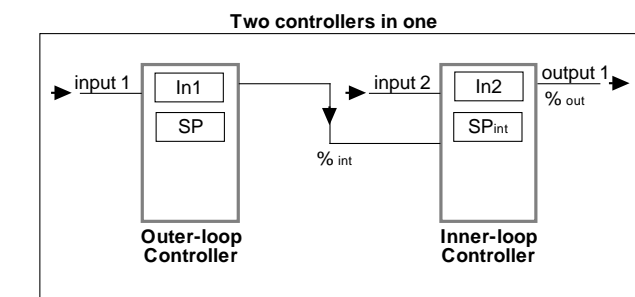 Two controllers in one
input 1
In1
SP
% int
input 2
In2
SPint
output 1
% out
Outer-loop
Controller
Inner-loop
Controller